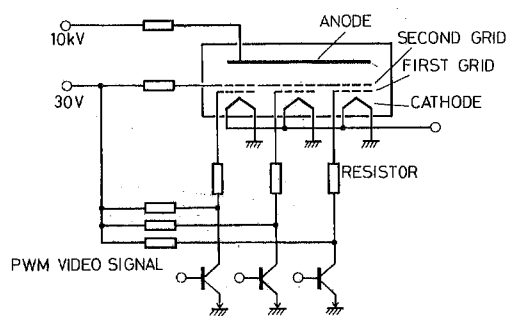 ANODE
10kV
SECOND GRID
FIRST GRID
30V
CATHODE
RESISTOR
PWM VIDEO SIGNAL